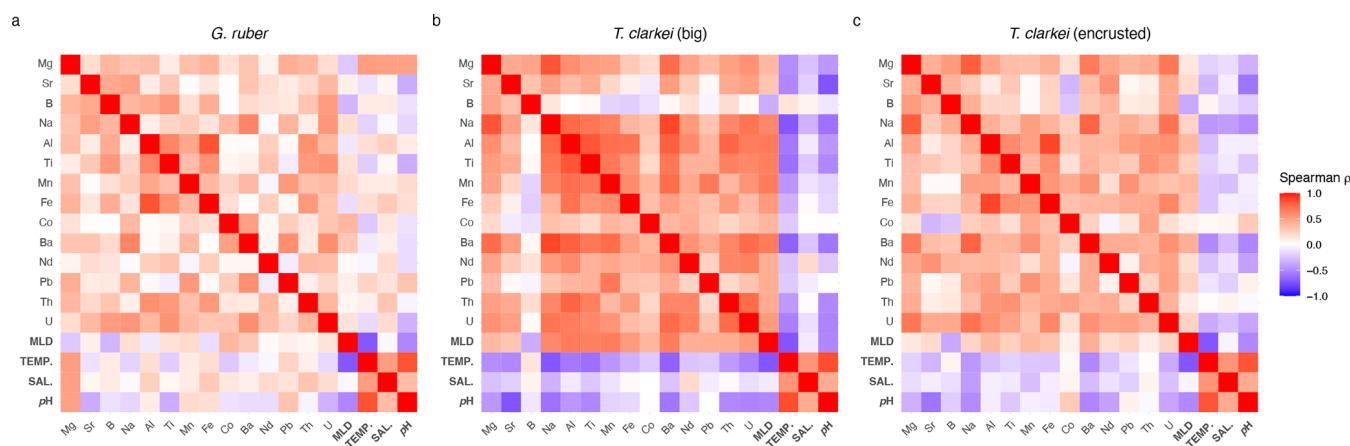 a
G. ruber
Mg
Sr
B
Na
Al
Ti
Mn
Fe
Co
Ba
Nd
Pb
Th
U
MLD
TEMP.
SAL.
pH
Mg Sr B Na Al Ti Mn Fe Co Ba Nd Pb Th U MLD TEMP. SAL. pH
b
T. clarkei (big)
Mg
Sr
B
Na
Al
Ti
Mn
Fe
Co
Ba
Nd
Pb
Th
U
MLD
TEMP.
SAL.
pH
Mg Sr B Na Al Ti Mn Fe Co Ba Nd Pb Th U MLD TEMP. SAL. pH
c
T. clarkei (encrusted)
Mg
Sr
B
Na
Al
Ti
Mn
Fe
Co
Ba
Nd
Pb
Th
U
MLD
TEMP.
SAL.
pH
Mg Sr B Na Al Ti Mn Fe Co Ba Nd Pb Th U MLD TEMP. SAL. pH
Spearman ρ
1.0
0.5
0.0
−0.5
−1.0